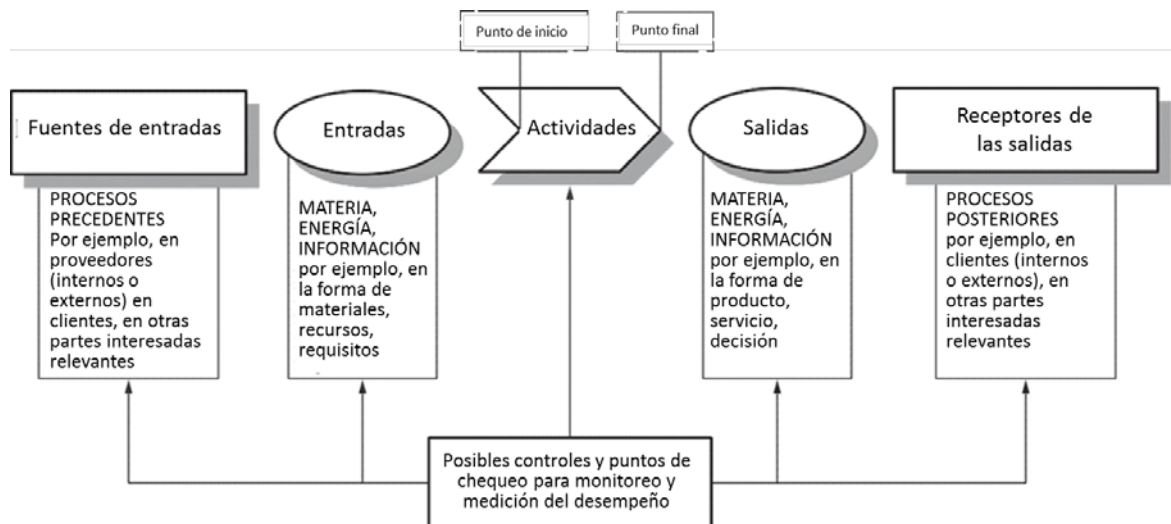 Punto de inicio
Punto final
Fuentes de entradas
Entradas
Actividades
Salidas
Receptores de
las salidas
PROCESOS
PRECEDENTES
Por ejemplo, en
proveedores
(internos o
externos) en
clientes, en otras
partes interesadas
relevantes
MATERIA,
ENERGÍA,
INFORMACIÓN
por ejemplo, en
la forma de
materiales,
recursos,
requisitos
MATERIA,
ENERGÍA,
INFORMACIÓN
por ejemplo, en
la forma de
producto,
servicio,
decisión
PROCESOS
POSTERIORES
por ejemplo, en
clientes (internos
o externos), en
otras partes
interesadas
relevantes
Posibles controles y puntos de
chequeo para monitoreo y
medición del desempeño